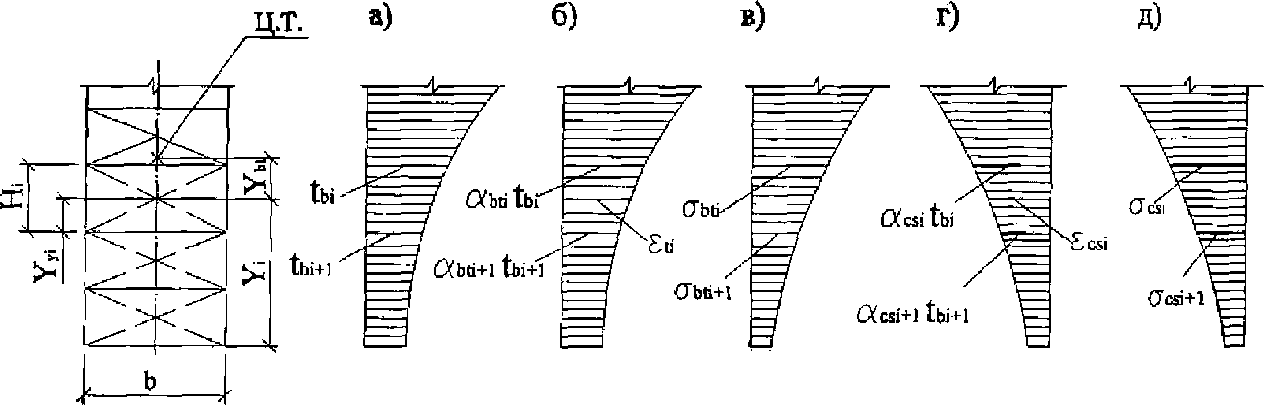 Ц.Т.
а)
б)
в)
г)
д)
H_i
Y_yi
Y_bi
Y_i
b
t_bi
t_bi+1
α_bti t_bi
ε_ti
α_bti+1 t_bi+1
σ_bti
σ_bti+1
α_csi t_bi
ε_csi
α_csi+1 t_bi+1
σ_csi
σ_csi+1